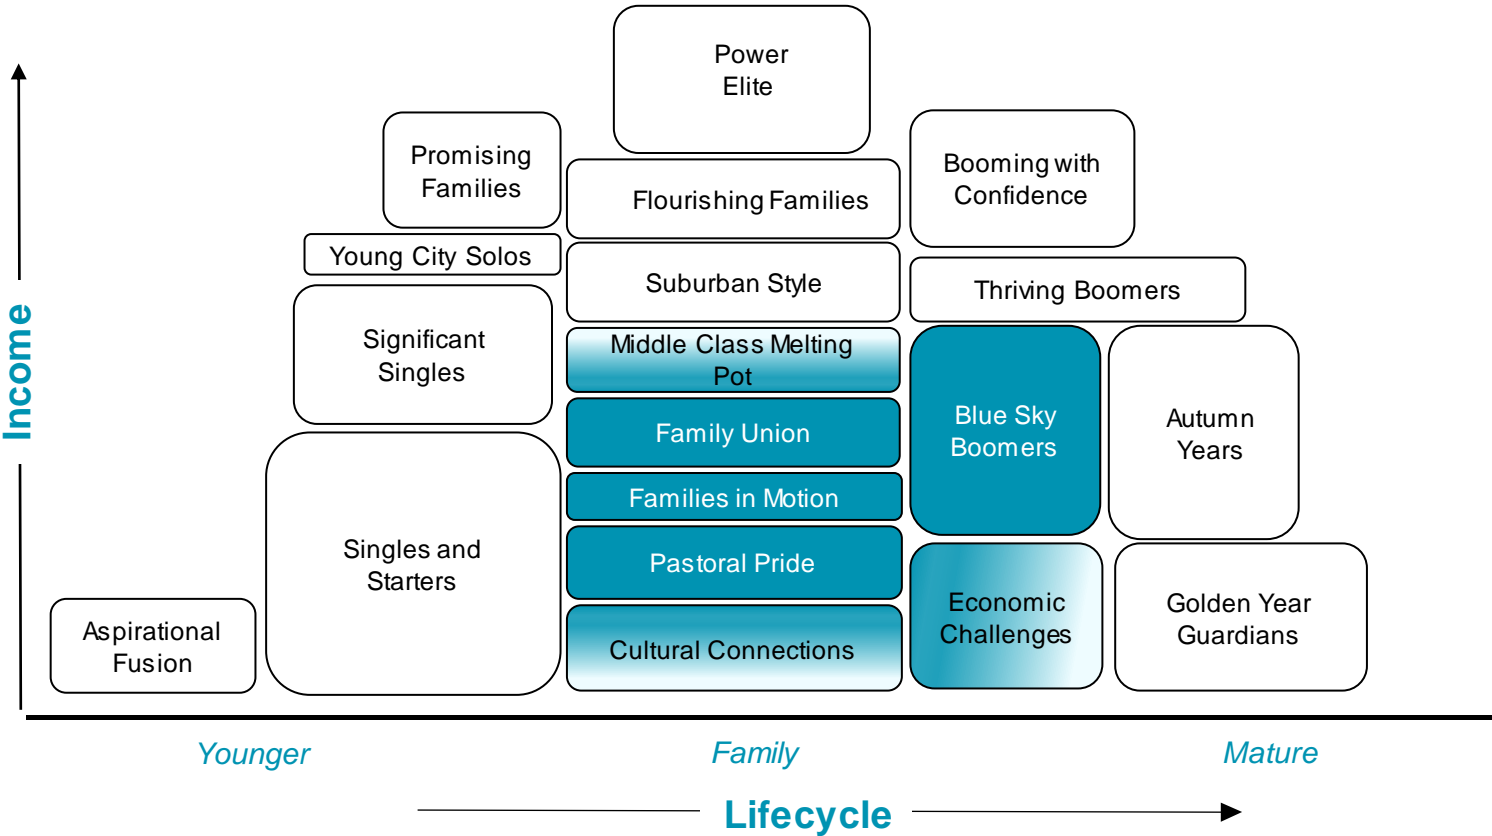 Power
Elite
Promising
Families
Booming with
Confidence
Flourishing Families
Young City Solos
Suburban Style
Thriving Boomers
Significant
Singles
Middle Class Melting
Pot
Income
Family Union
Blue Sky
Boomers
Autumn
Years
Families in Motion
Singles and
Starters
Pastoral Pride
Aspirational
Fusion
Cultural Connections
Economic
Challenges
Golden Year
Guardians
Younger
Family
Mature
Lifecycle